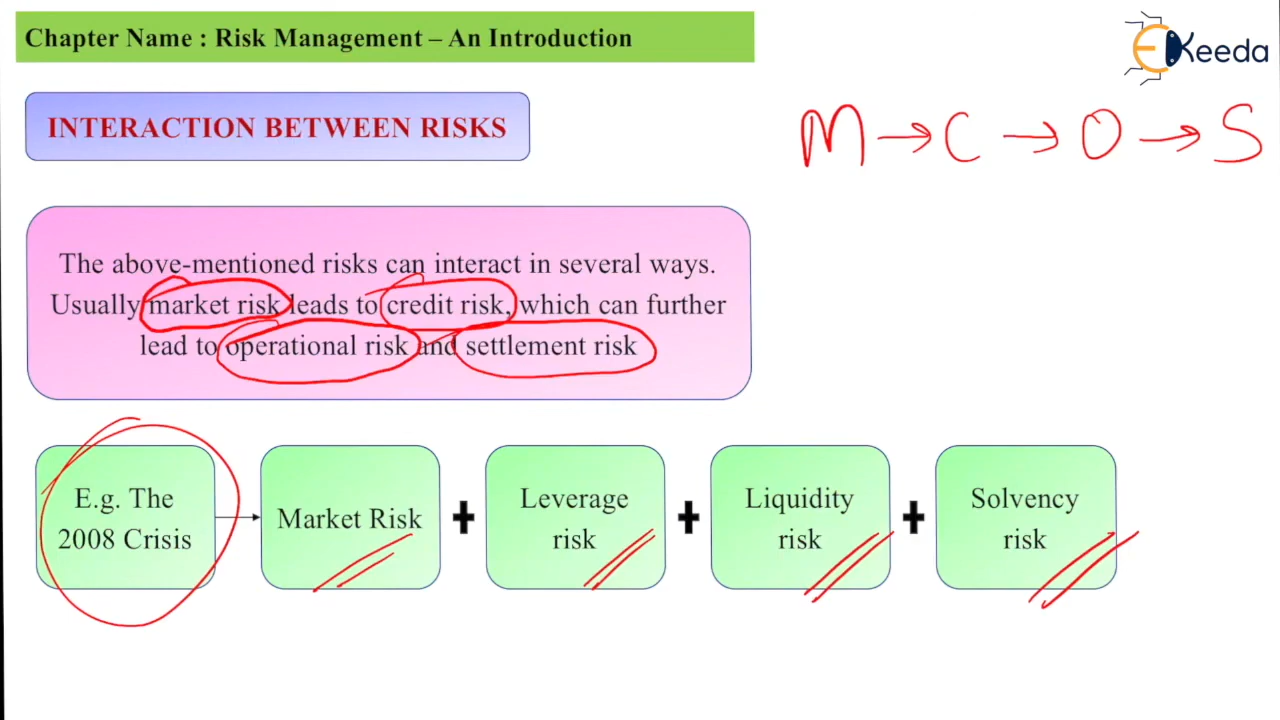 Chapter Name : Risk Management – An Introduction
EKeeda
INTERACTION BETWEEN RISKS
M → C → O → S
The above-mentioned risks can interact in several ways.
Usually market risk leads to credit risk, which can further
lead to operational risk and settlement risk
E.g. The
2008 Crisis
Market Risk
+
Leverage
risk
+
Liquidity
risk
+
Solvency
risk